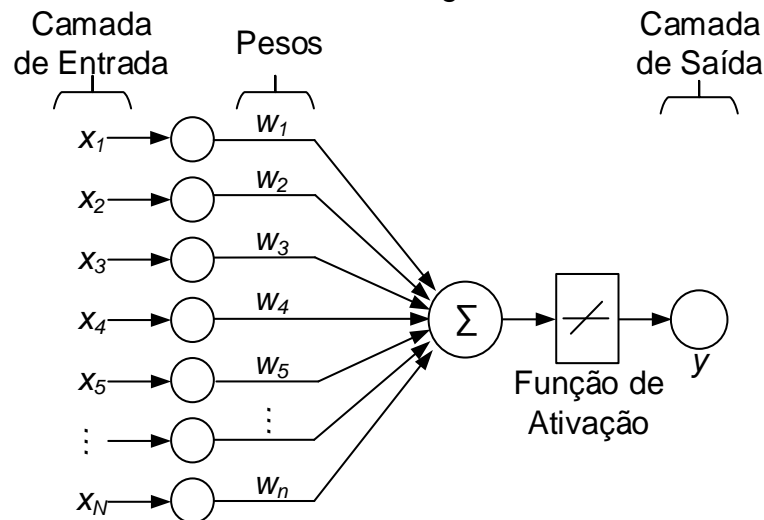 Camada
de Entrada
Pesos
Camada
de Saída
x1
w1
x2
w2
x3
w3
x4
w4
Σ
x5
w5
y
Função de
Ativação
⋮
⋮
xN
wn